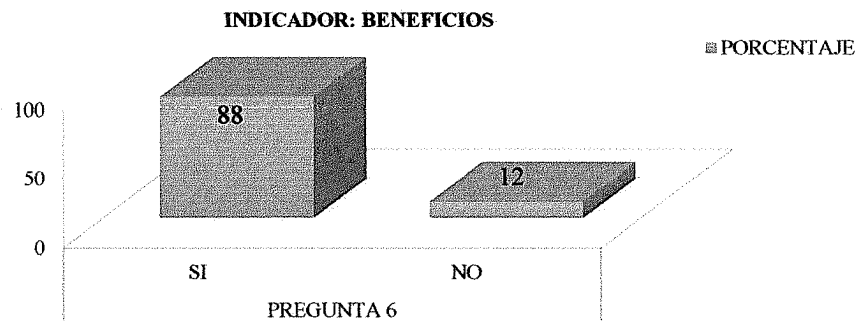 INDICADOR: BENEFICIOS
PORCENTAJE
100
50
0
88
12
SI
NO
PREGUNTA 6